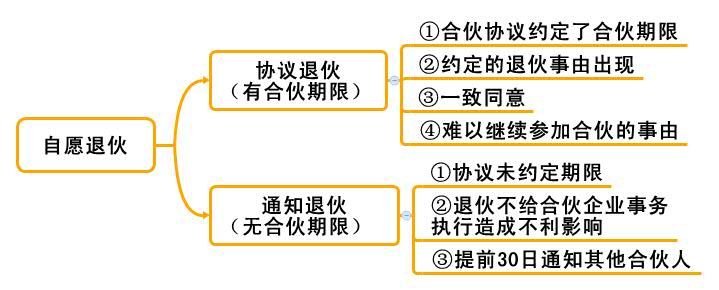 自愿退伙
协议退伙
（有合伙期限）
①合伙协议约定了合伙期限
②约定的退伙事由出现
③一致同意
④难以继续参加合伙的事由
通知退伙
（无合伙期限）
①协议未约定期限
②退伙不给合伙企业事务
执行造成不利影响
③提前30日通知其他合伙人